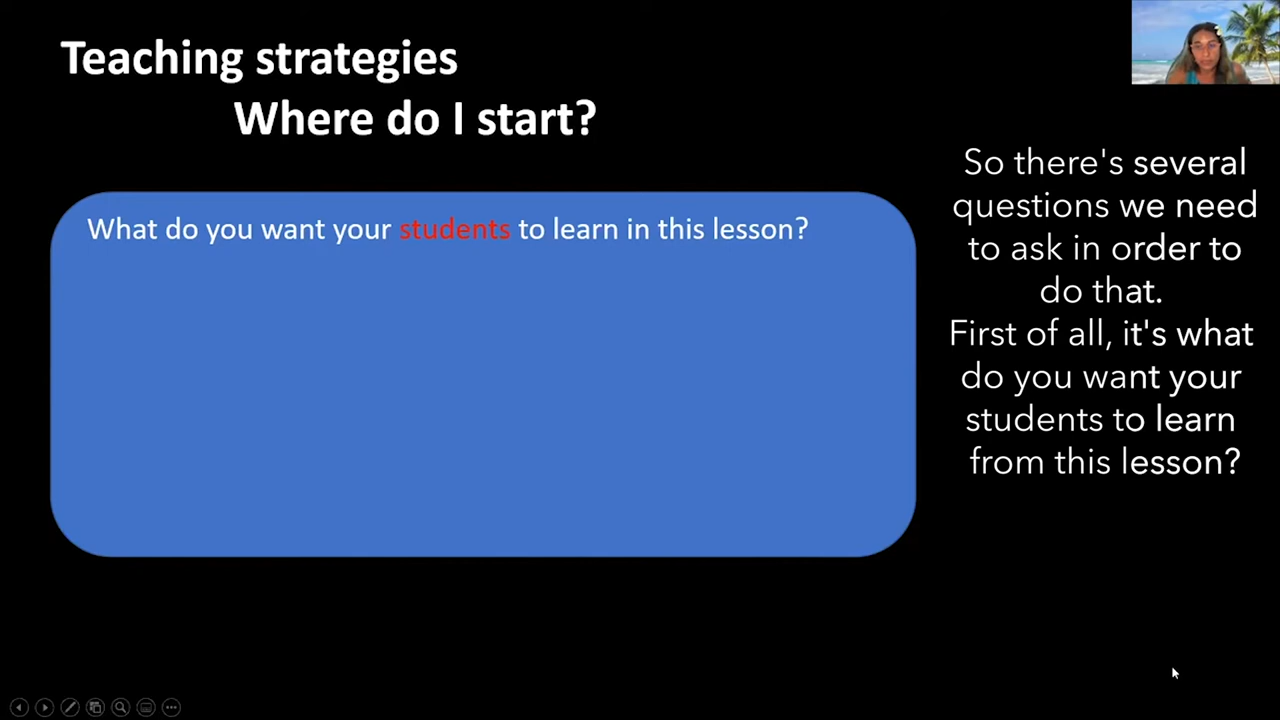 Teaching strategies
Where do I start?
What do you want your students to learn in this lesson?
So there's several
questions we need
to ask in order to
do that.
First of all, it's what
do you want your
students to learn
from this lesson?